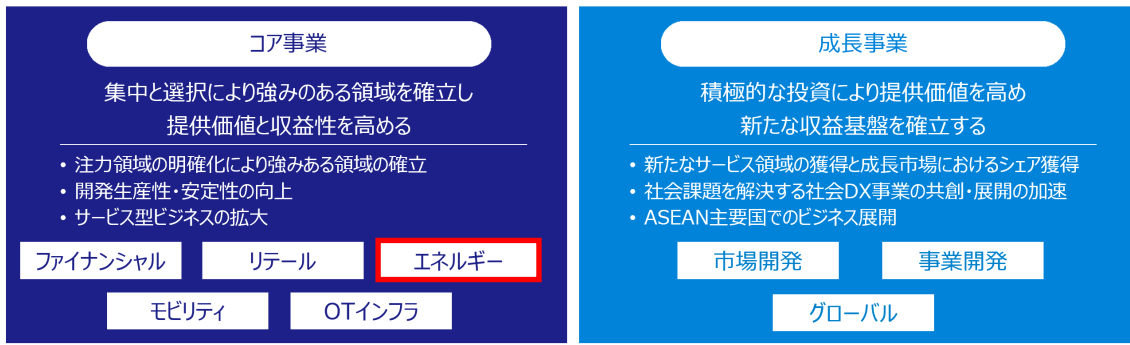 コア事業
集中と選択により強みのある領域を確立し
提供価値と収益性を高める
• 注力領域の明確化により強みある領域の確立
• 開発生産性・安定性の向上
• サービス型ビジネスの拡大
ファイナンシャル
リテール
エネルギー
モビリティ
OTインフラ
成長事業
積極的な投資により提供価値を高め
新たな収益基盤を確立する
• 新たなサービス領域の獲得と成長市場におけるシェア獲得
• 社会課題を解決する社会DX事業の共創・展開の加速
• ASEAN主要国でのビジネス展開
市場開発
事業開発
グローバル